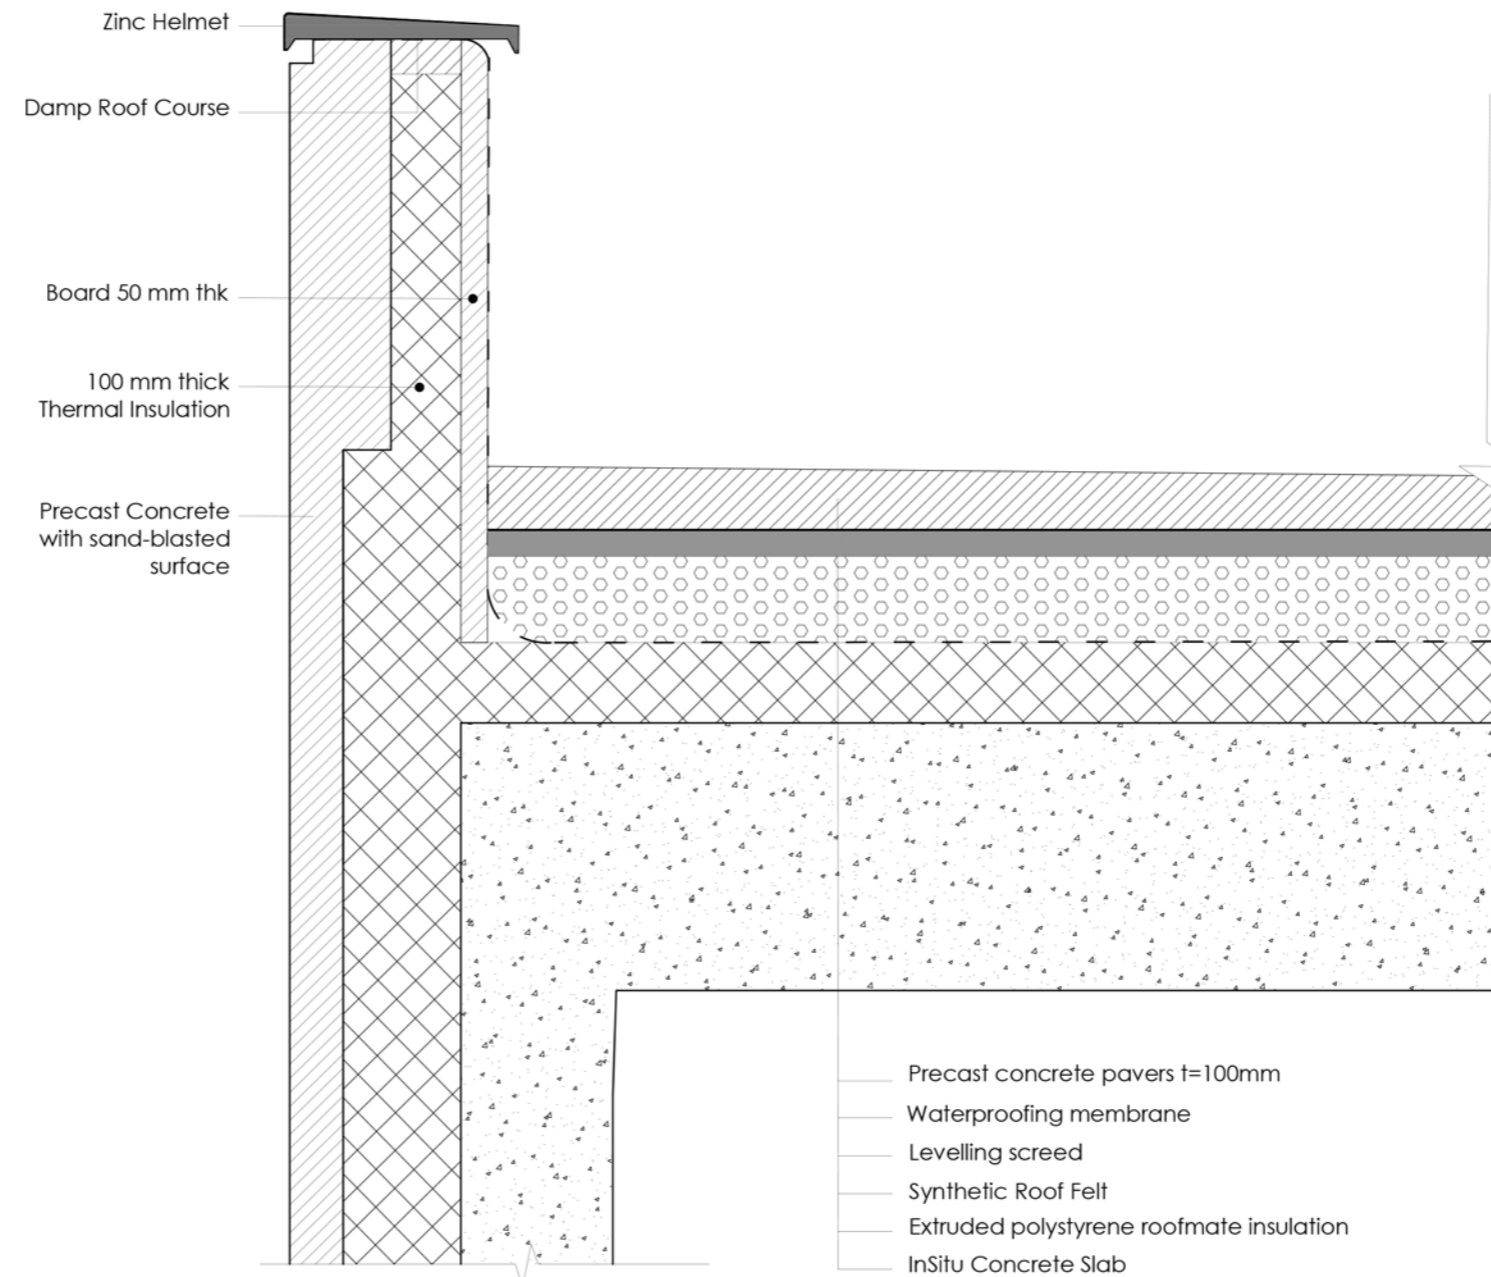 Zinc Helmet
Damp Roof Course
Board 50 mm thk
100 mm thick
Thermal Insulation
Precast Concrete
with sand-blasted
surface
Precast concrete pavers t=100mm
Waterproofing membrane
Levelling screed
Synthetic Roof Felt
Extruded polystyrene roofmate insulation
InSitu Concrete Slab